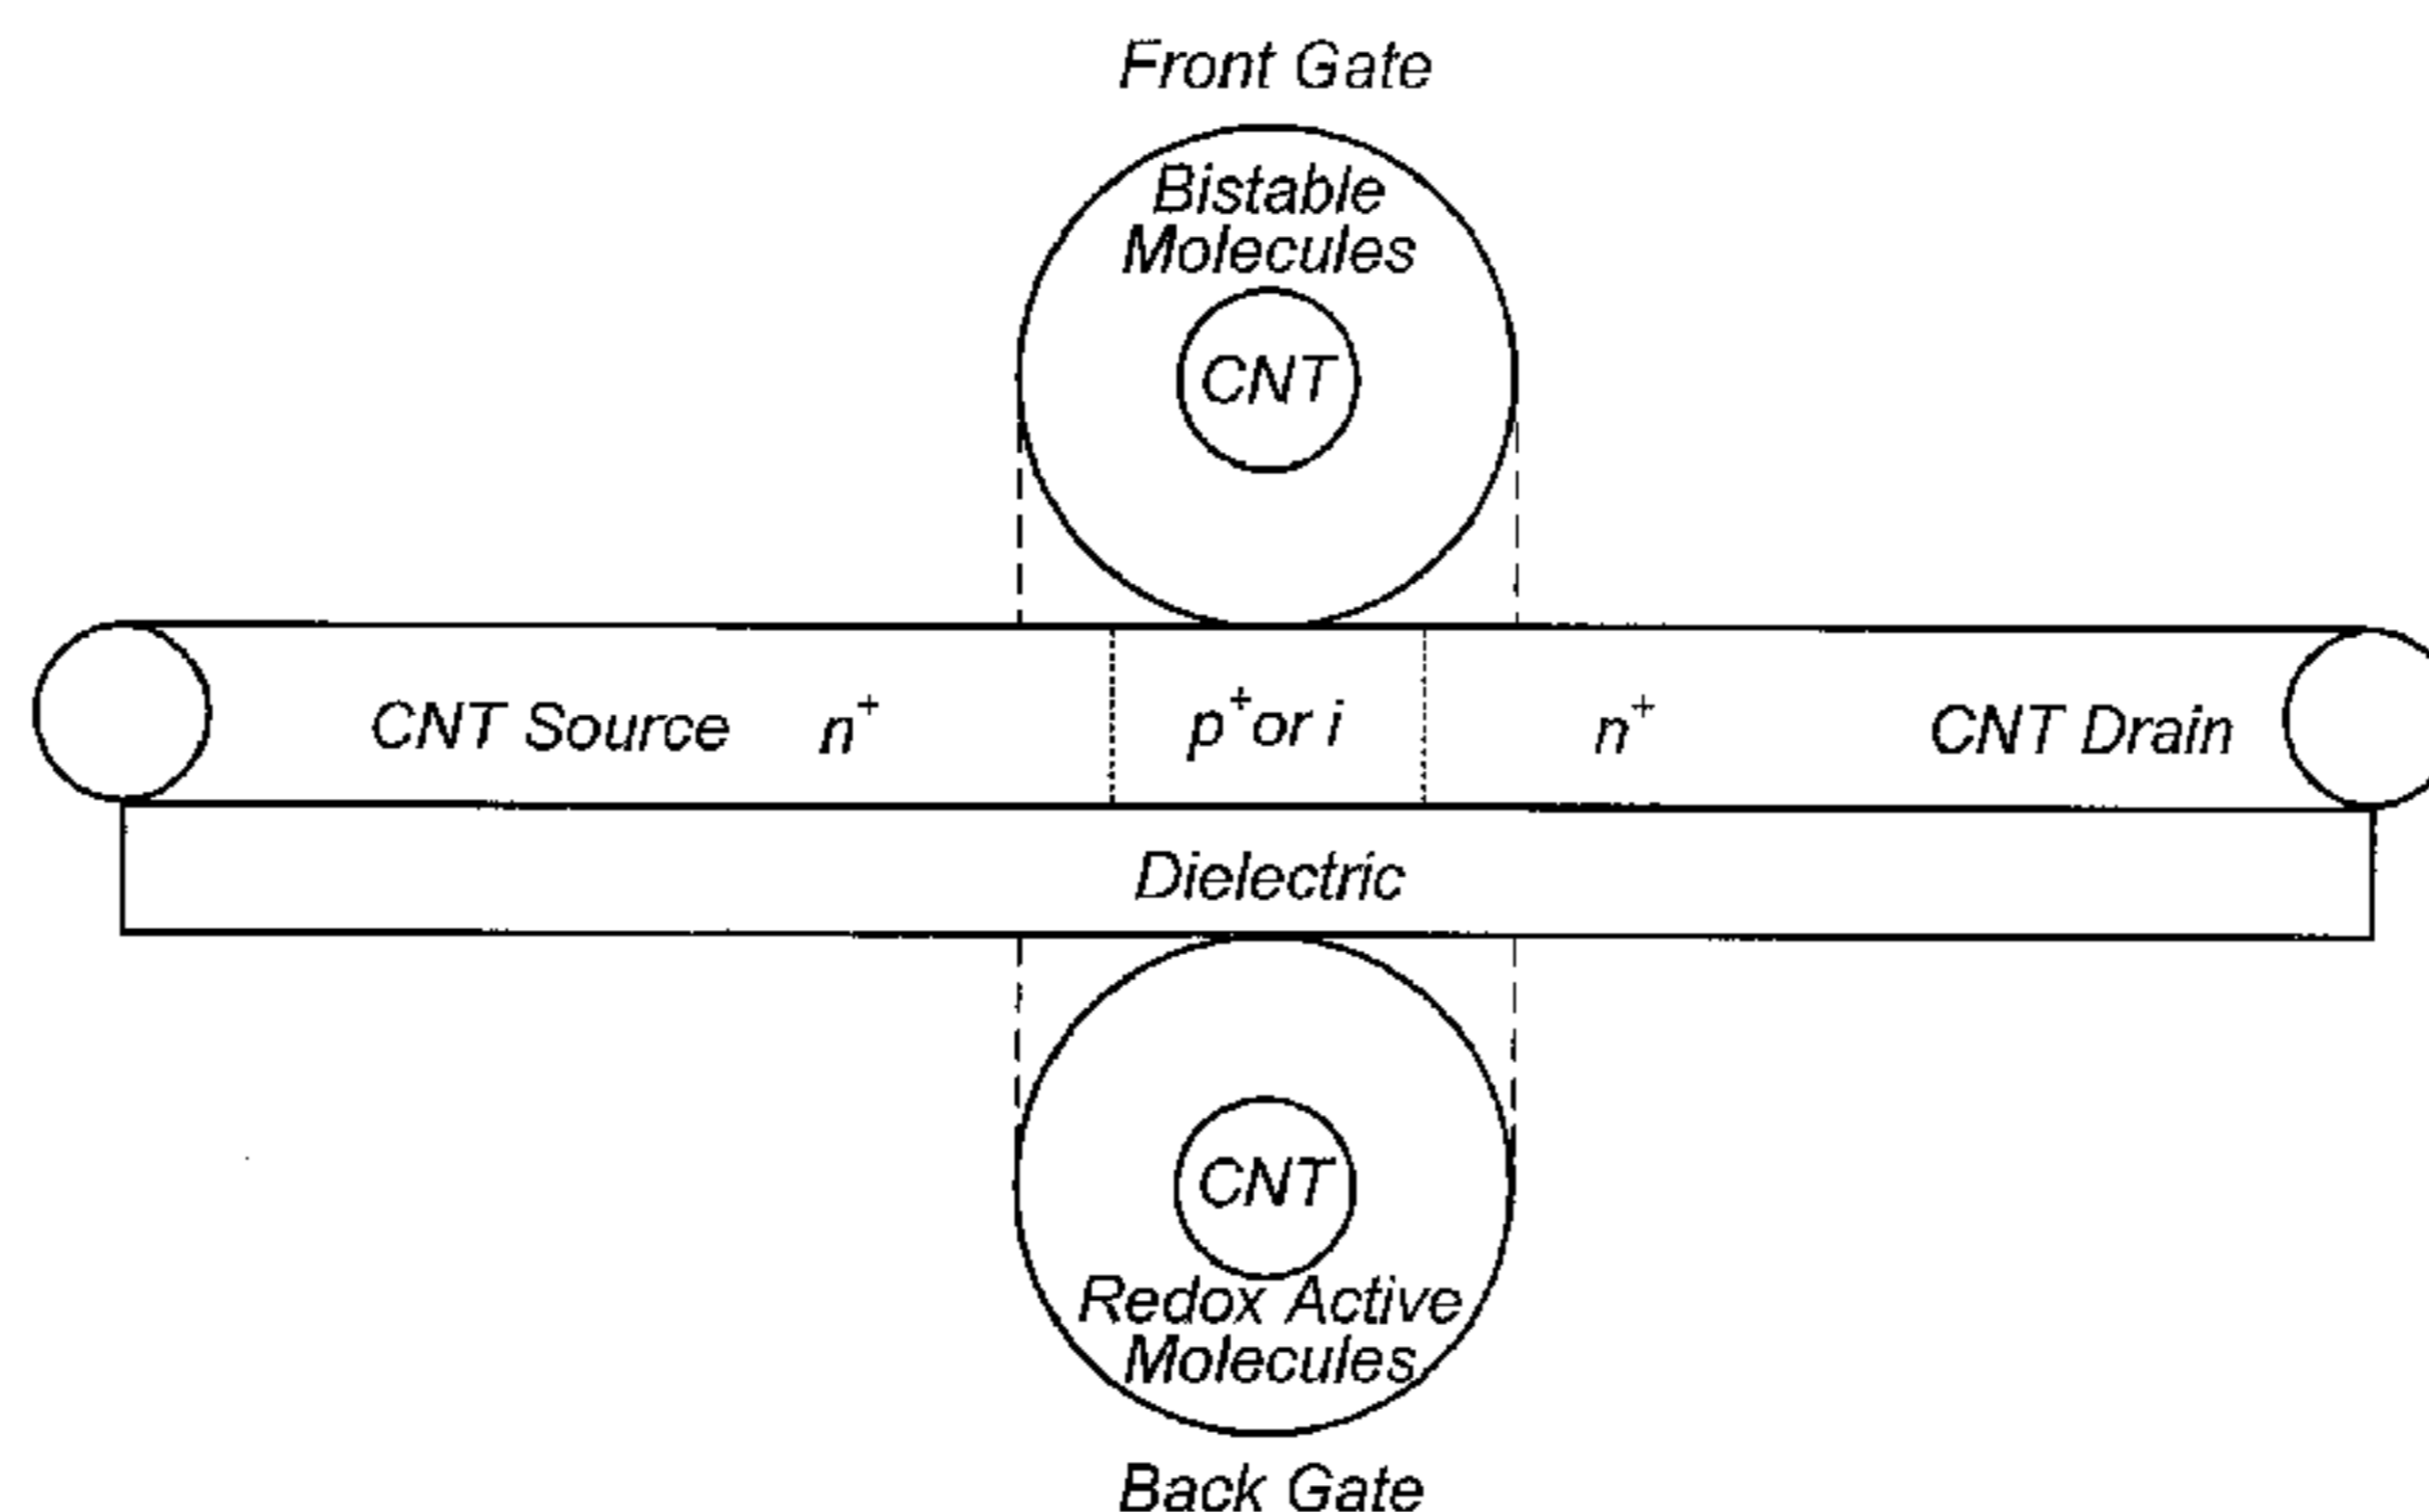 Front Gate
Bistable
Molecules
CNT
CNT Source n⁺ p⁺or i n⁺ CNT Drain
Dielectric
CNT
Redox Active
Molecules
Back Gate